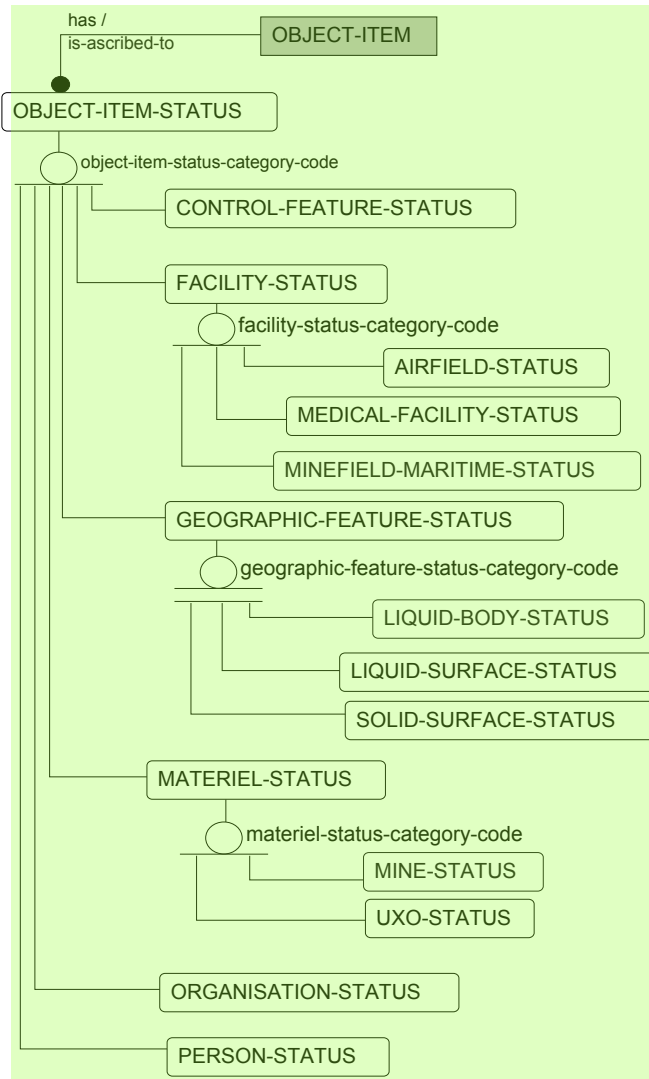 has /
is-ascribed-to
OBJECT-ITEM
OBJECT-ITEM-STATUS
object-item-status-category-code
CONTROL-FEATURE-STATUS
FACILITY-STATUS
facility-status-category-code
AIRFIELD-STATUS
MEDICAL-FACILITY-STATUS
MINEFIELD-MARITIME-STATUS
GEOGRAPHIC-FEATURE-STATUS
geographic-feature-status-category-code
LIQUID-BODY-STATUS
LIQUID-SURFACE-STATUS
SOLID-SURFACE-STATUS
MATERIEL-STATUS
materiel-status-category-code
MINE-STATUS
UXO-STATUS
ORGANISATION-STATUS
PERSON-STATUS